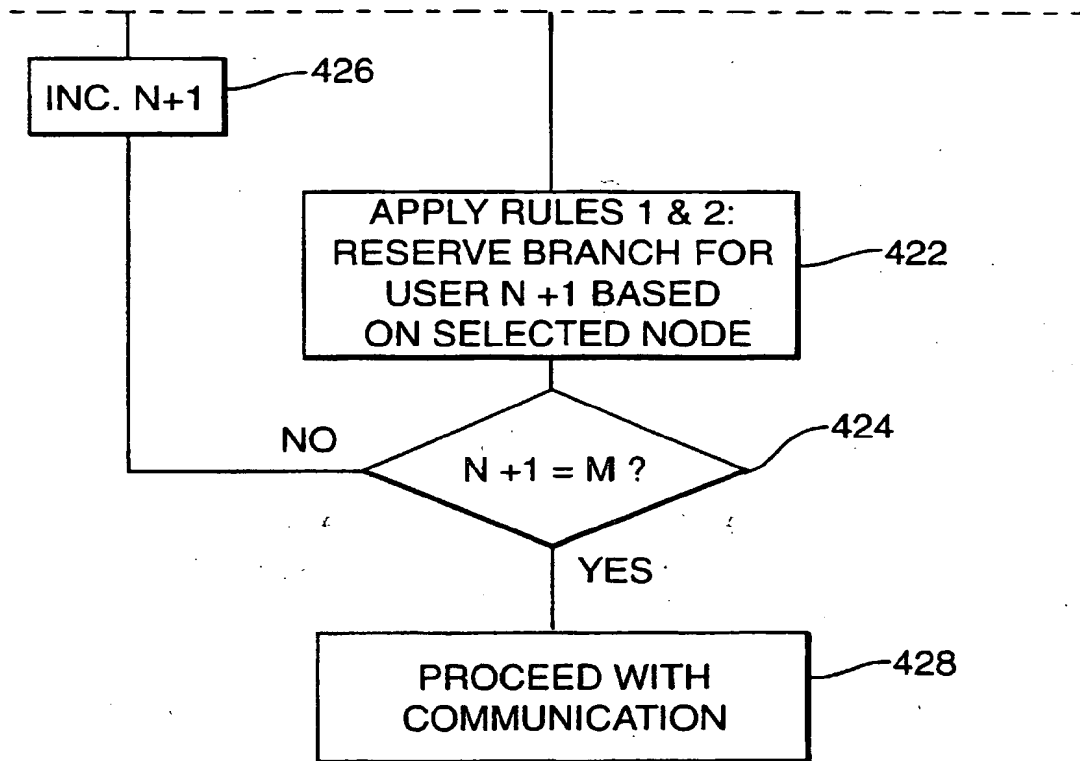 INC. N+1
426
APPLY RULES 1 & 2:
RESERVE BRANCH FOR
USER N +1 BASED
ON SELECTED NODE
422
NO
N +1 = M ?
424
YES
PROCEED WITH
COMMUNICATION
428